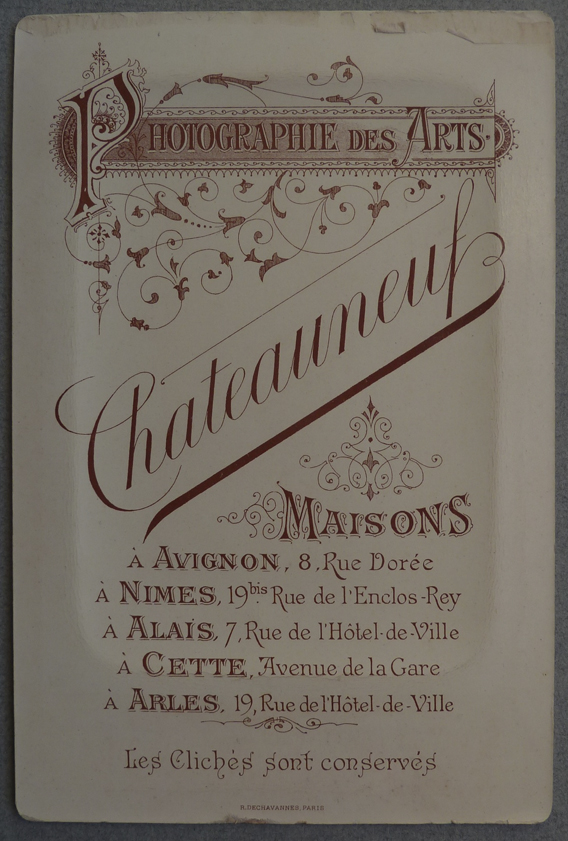 PHOTOGRAPHIE DES ARTS.
Chateauneuf
MAISONS
à AVIGNON, 8, Rue Dorée
à NIMES, 19bis Rue de l'Enclos-Rey
à ALAIS, 7, Rue de l'Hôtel-de-Ville
à CETTE, Avenue de la Gare
à ARLES, 19, Rue de l'Hôtel-de-Ville
Les Clichés sont conservés
H. DECHAVANNES, PARIS